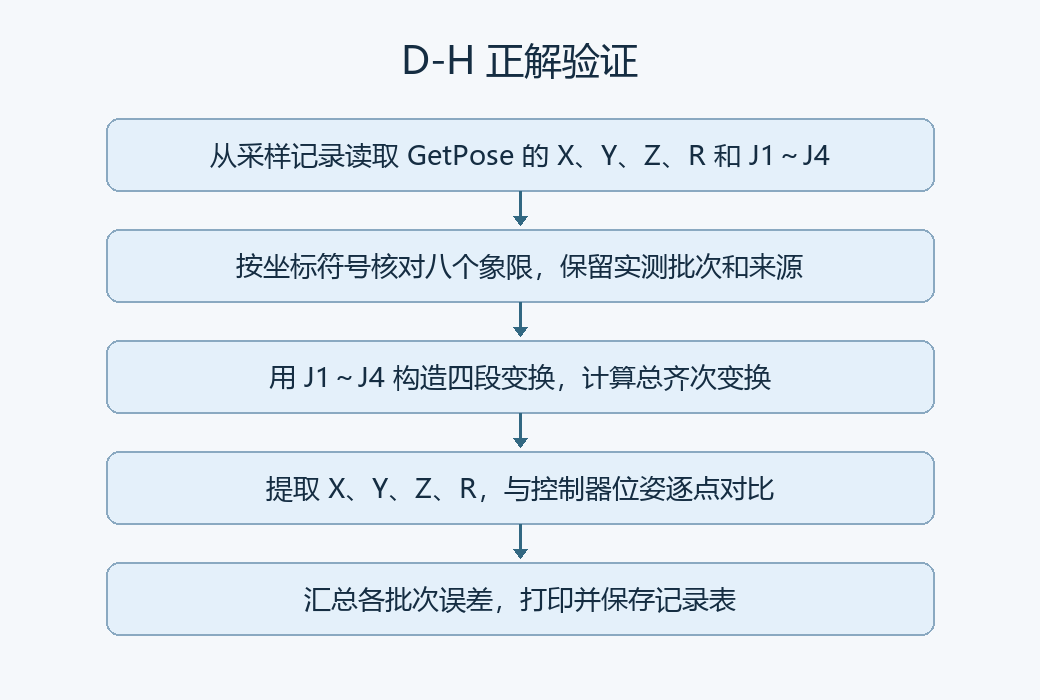 D-H 正解验证
从采样记录读取 GetPose 的 X、Y、Z、R 和 J1～J4
按坐标符号核对八个象限，保留实测批次和来源
用 J1～J4 构造四段变换，计算总齐次变换
提取 X、Y、Z、R，与控制器位姿逐点对比
汇总各批次误差，打印并保存记录表